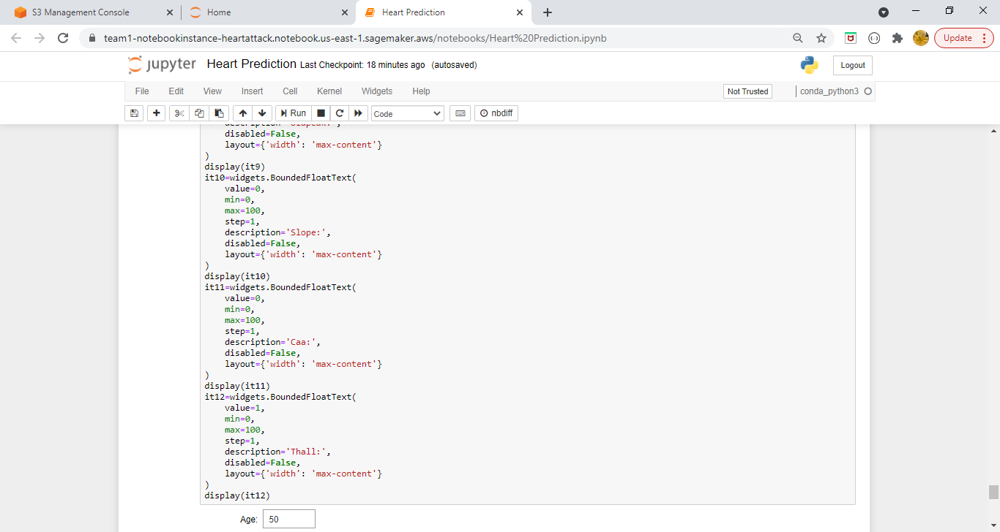 S3 Management Console
Home
Heart Prediction
team1-notebookinstance-heartattack.notebook.us-east-1.sagemaker.aws/notebooks/Heart%20Prediction.ipynb
Update
jupyter Heart Prediction Last Checkpoint: 18 minutes ago (autosaved)
Logout
File Edit View Insert Cell Kernel Widgets Help
Not Trusted
conda_python3
Run
Code
nbdiff
    disabled=False,
    layout={'width': 'max-content'}
)
display(it9)
it10=widgets.BoundedFloatText(
    value=0,
    min=0,
    max=100,
    step=1,
    description='Slope:',
    disabled=False,
    layout={'width': 'max-content'}
)
display(it10)
it11=widgets.BoundedFloatText(
    value=0,
    min=0,
    max=100,
    step=1,
    description='Caa:',
    disabled=False,
    layout={'width': 'max-content'}
)
display(it11)
it12=widgets.BoundedFloatText(
    value=1,
    min=0,
    max=100,
    step=1,
    description='Thall:',
    disabled=False,
    layout={'width': 'max-content'}
)
display(it12)
Age: 50